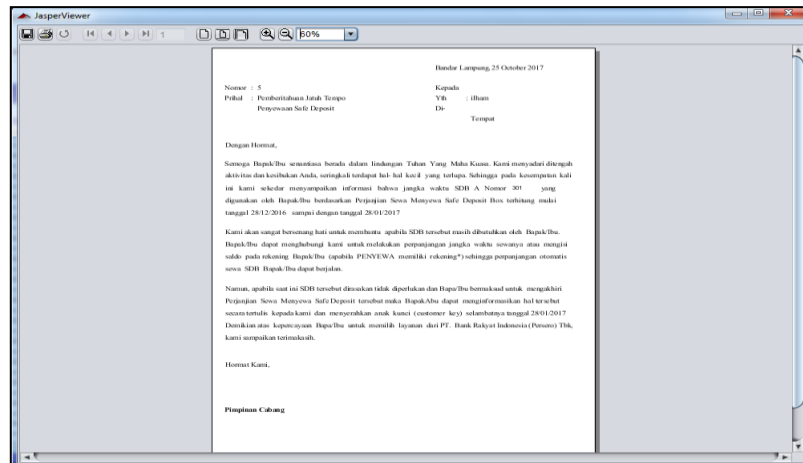 JasperViewer
1
60%
Bandar Lampung, 25 October 2017
Nomor : 5 Kepada
Prihal : Pemberitahuan Jatuh Tempo Yth : ilham
Penyewaan Safe Deposit Di-
Tempat
Dengan Hormat,
Semoga Bapak/Ibu senantiasa berada dalam lindungan Tuhan Yang Maha Kuasa. Kami menyadari ditengah
aktivitas dan kesibukan Anda, seringkali terdapat hal- hal kecil yang terlupa. Sehingga pada kesempatan kali
ini kami sekedar menyampaikan informasi bahwa jangka waktu SDB A Nomor 301 yang
digunakan oleh Bapak/Ibu berdasarkan Perjanjian Sewa Menyewa Safe Deposit Box terhitung mulai
tanggal 28/12/2016 sampai dengan tanggal 28/01/2017
Kami akan sangat bersenang hati untuk membantu apabila SDB tersebut masih dibutuhkan oleh Bapak/Ibu.
Bapak/Ibu dapat menghubungi kami untuk melakukan perpanjangan jangka waktu sewanya atau mengisi
saldo pada rekening Bapak/Ibu (apabila PENYEWA memiliki rekening*) sehingga perpanjangan otomatis
sewa SDB Bapak/Ibu dapat berjalan.
Namun, apabila saat ini SDB tersebut dirasakan tidak diperlukan dan Bapa/Ibu bermaksud untuk mengakhiri
Perjanjian Sewa Menyewa Safe Deposit tersebut maka BapakAbu dapat menginformasikan hal tersebut
secara tertulis kepada kami dan menyerahkan anak kunci (customer key) selambatnya tanggal 28/01/2017
Demikian atas kepercayaan Bapa/Ibu untuk memilih layanan dari PT. Bank Rakyat Indonesia (Persero) Tbk,
kami sampaikan terimakasih.
Hormat Kami,
Pimpinan Cabang